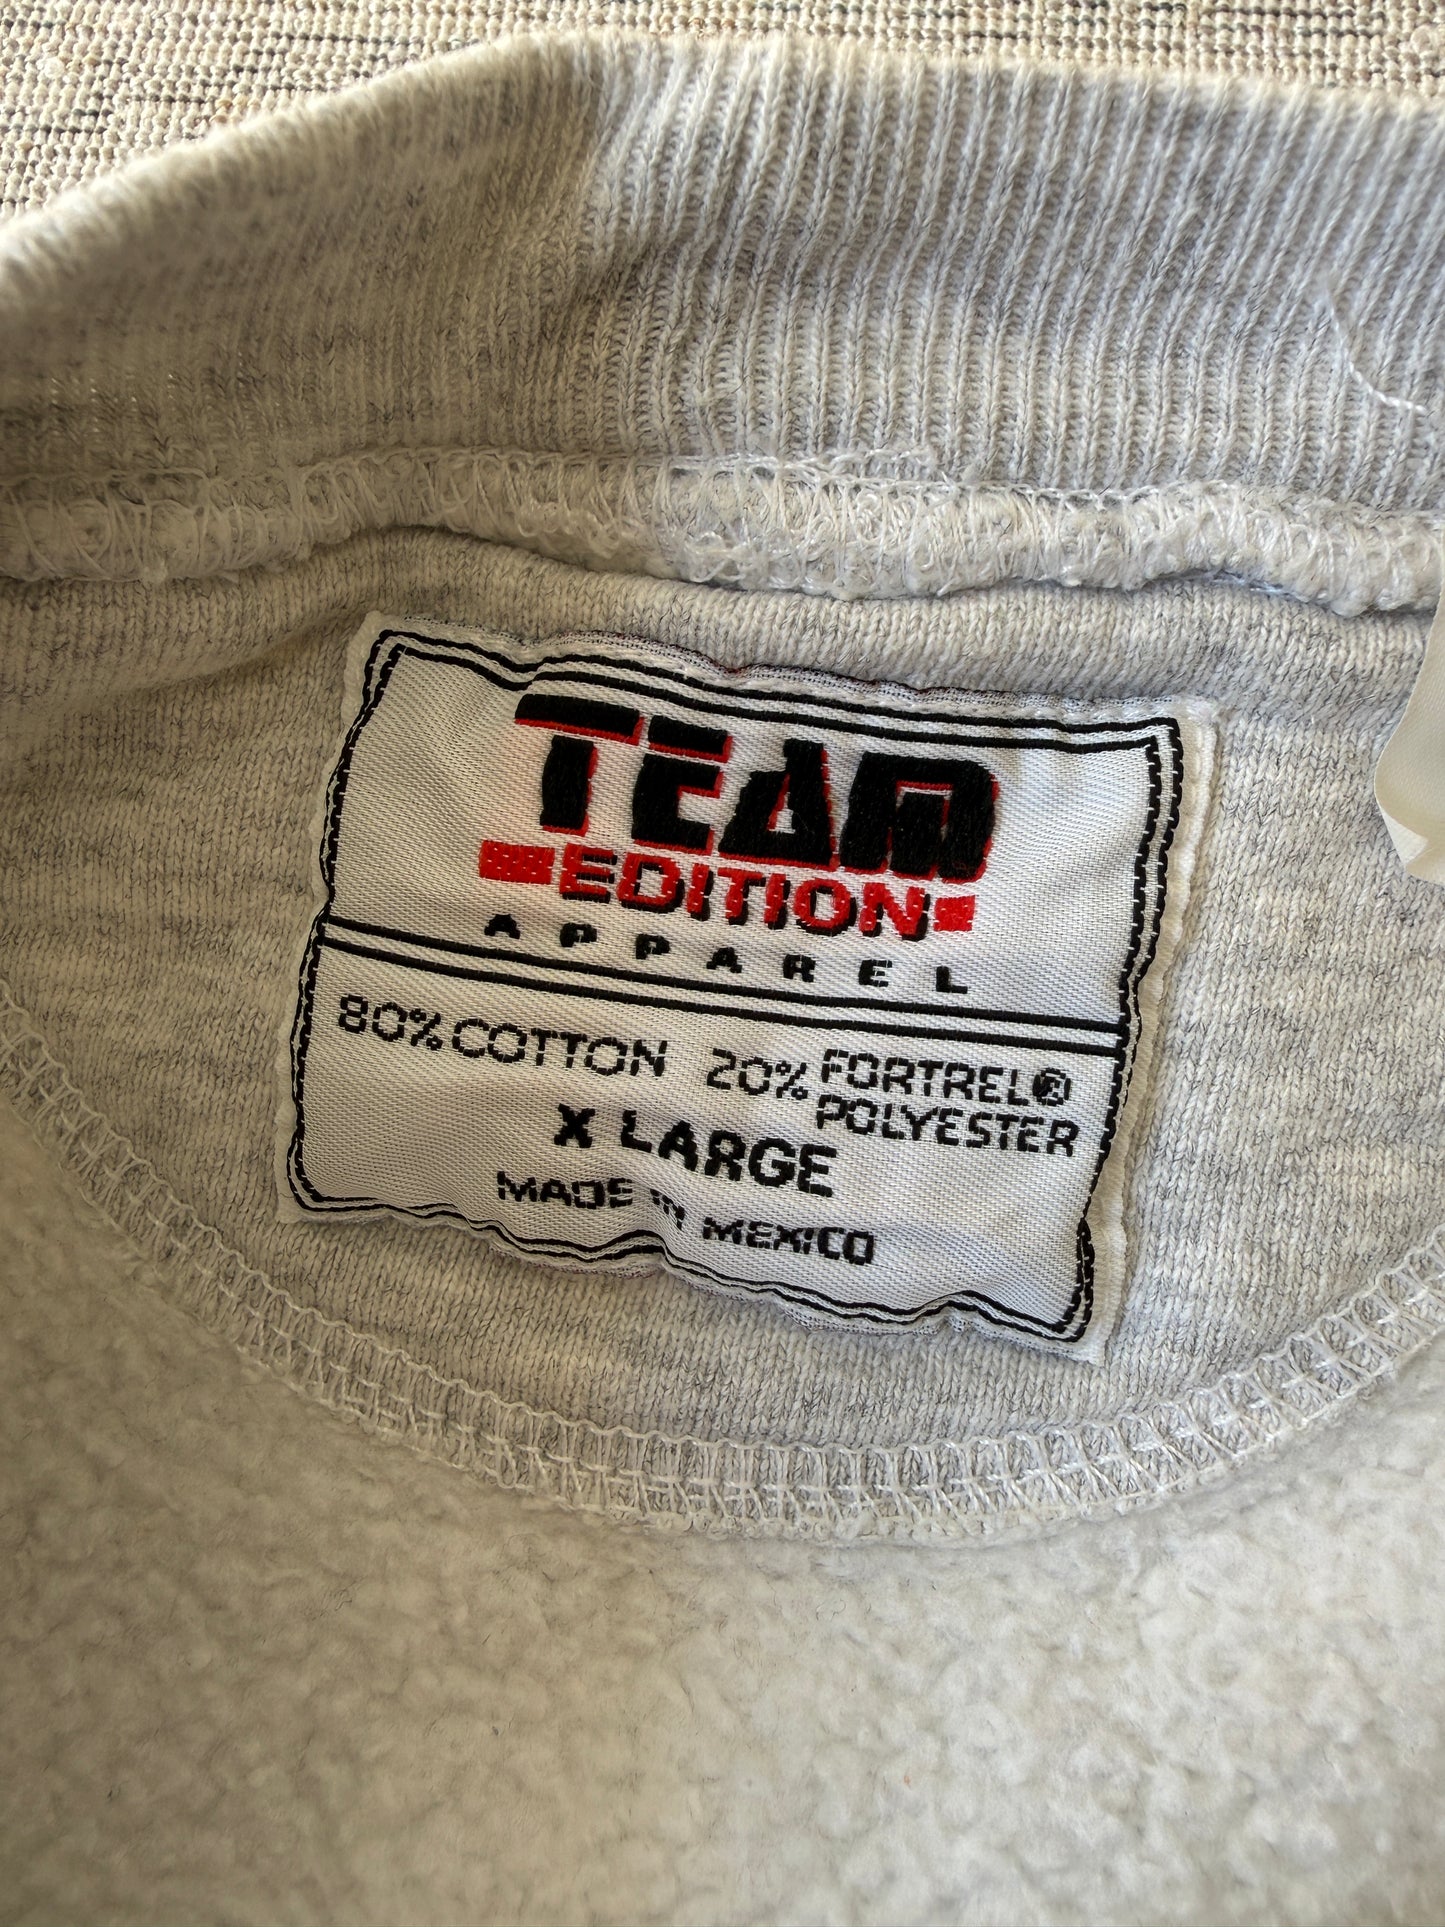 TEAM
EDITION
APPAREL
80% COTTON 20% FORTREL®
POLYESTER
X LARGE
MADE IN MEXICO